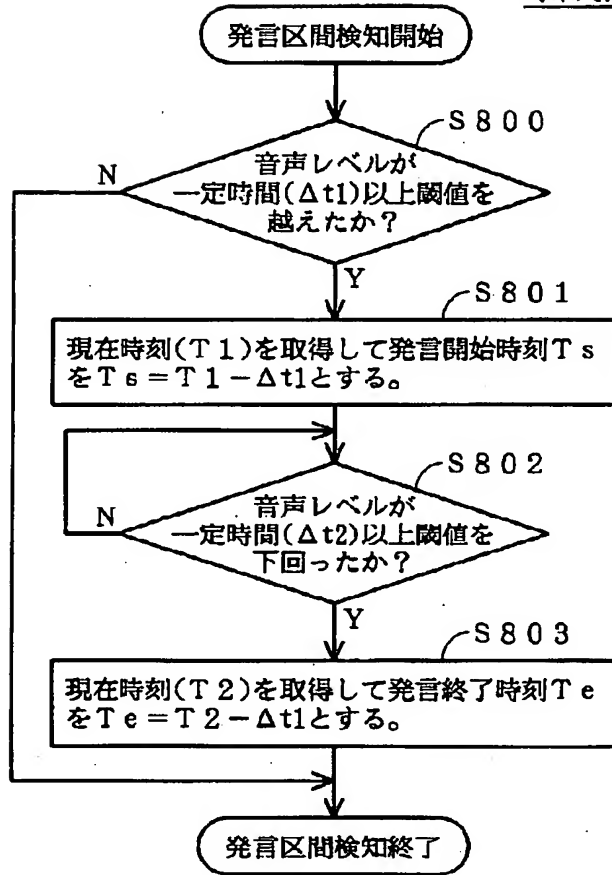 発言区間検知開始
S800
音声レベルが
一定時間(Δt1)以上閾値を
越えたか？
N
Y
S801
現在時刻(T1)を取得して発言開始時刻Ts
をTs＝T1－Δt1とする。
S802
音声レベルが
一定時間(Δt2)以上閾値を
下回ったか？
N
Y
S803
現在時刻(T2)を取得して発言終了時刻Te
をTe＝T2－Δt1とする。
発言区間検知終了